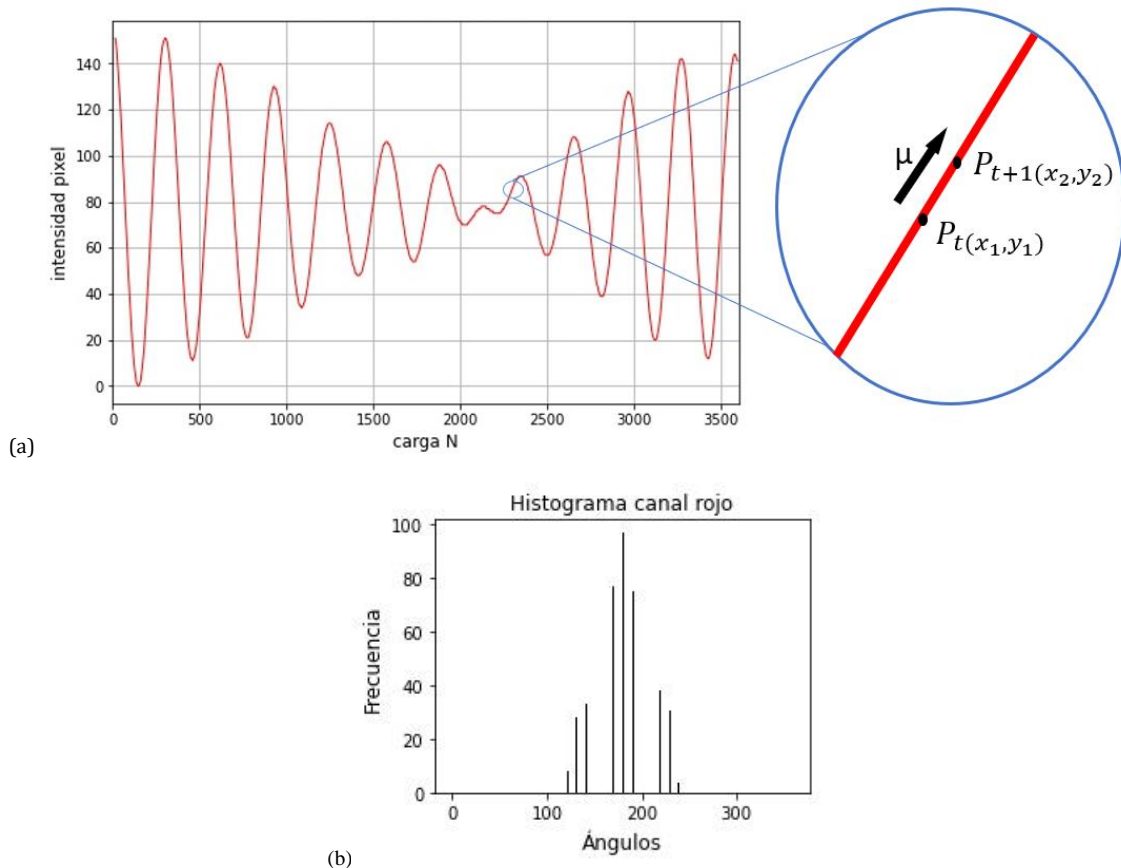 140
120
100
80
60
40
20
0
intensidad pixel
0 500 1000 1500 2000 2500 3000 3500
carga N
μ
P_{t+1(x_2,y_2)}
P_{t(x_1,y_1)}
(a)
Histograma canal rojo
100
80
60
40
20
0
Frecuencia
0 100 200 300
Ángulos
(b)